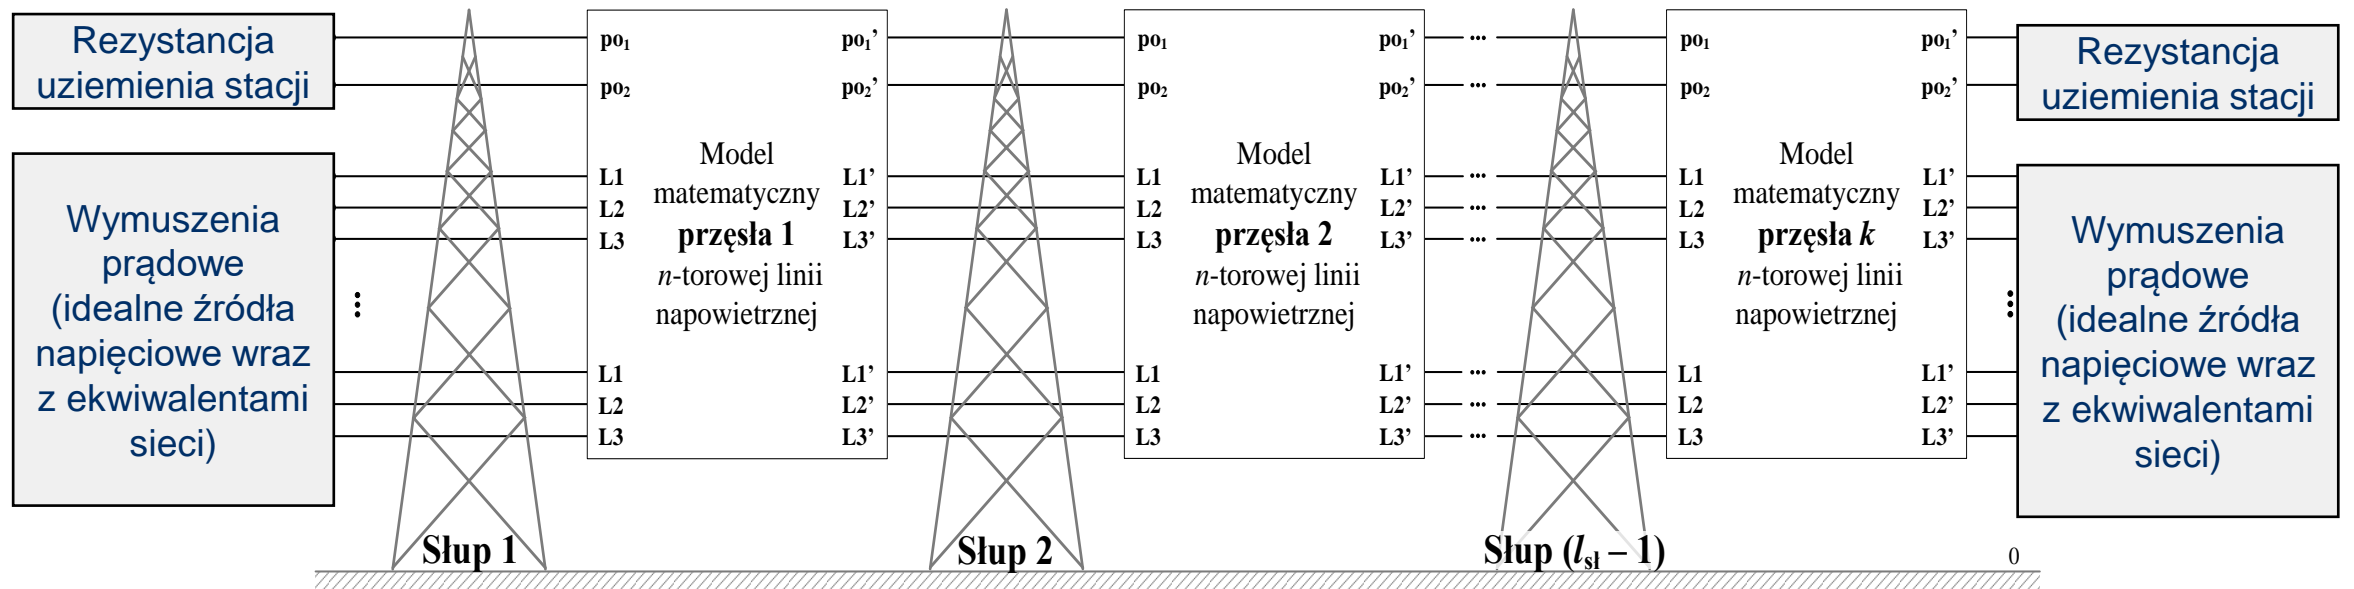 Rezystancja
uziemienia stacji
Wymuszenia
prądowe
(idealne źródła
napięciowe wraz
z ekwiwalentami
sieci)
⋮
Słup 1
po₁ po₁’
po₂ po₂’
Model
matematyczny
przęsła 1
n-torowej linii
napowietrznej
L1 L1’
L2 L2’
L3 L3’
L1 L1’
L2 L2’
L3 L3’
Słup 2
po₁ po₁’ ...
po₂ po₂’ ...
Model
matematyczny
przęsła 2
n-torowej linii
napowietrznej
L1 L1’ ...
L2 L2’ ...
L3 L3’ ...
L1 L1’ ...
L2 L2’ ...
L3 L3’ ...
Słup (lsł – 1)
po₁ po₁’
po₂ po₂’
Model
matematyczny
przęsła k
n-torowej linii
napowietrznej
L1 L1’
L2 L2’
L3 L3’
L1 L1’
L2 L2’
L3 L3’
⋮
Rezystancja
uziemienia stacji
Wymuszenia
prądowe
(idealne źródła
napięciowe wraz
z ekwiwalentami
sieci)
0